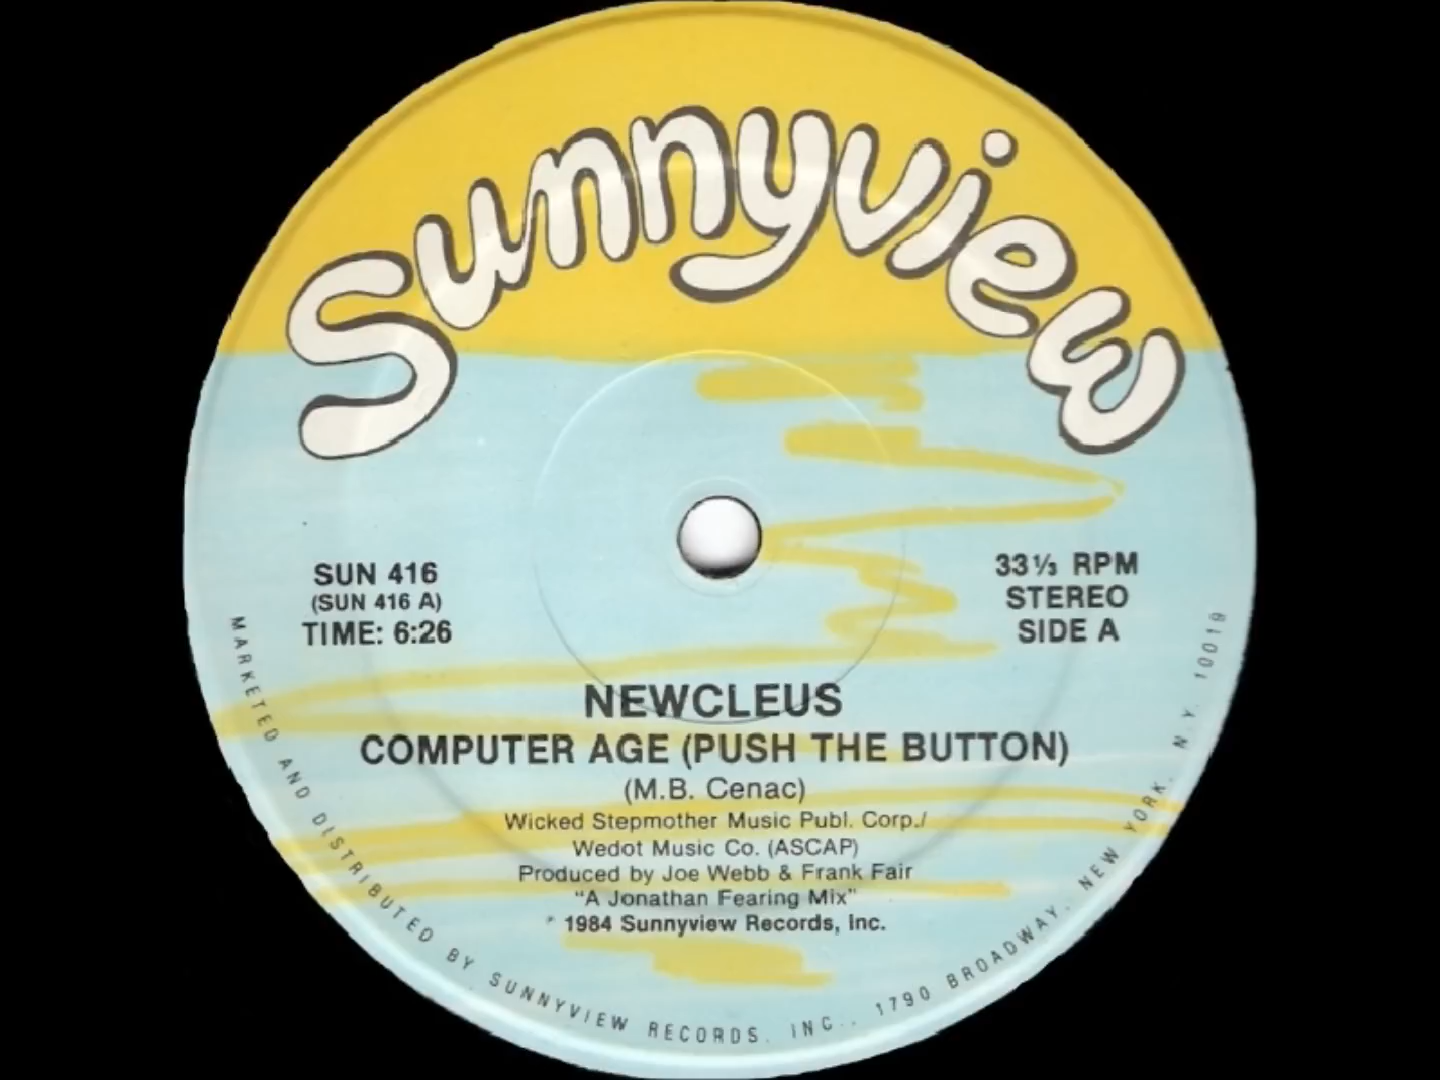 Sunnyview
SUN 416
(SUN 416 A)
TIME: 6:26
33⅓ RPM
STEREO
SIDE A
NEWCLEUS
COMPUTER AGE (PUSH THE BUTTON)
(M.B. Cenac)
Wicked Stepmother Music Publ. Corp./
Wedot Music Co. (ASCAP)
Produced by Joe Webb & Frank Fair
"A Jonathan Fearing Mix"
1984 Sunnyview Records, Inc.
MARKETED AND DISTRIBUTED BY SUNNYVIEW RECORDS, INC., 1790 BROADWAY, NEW YORK, N.Y. 10019